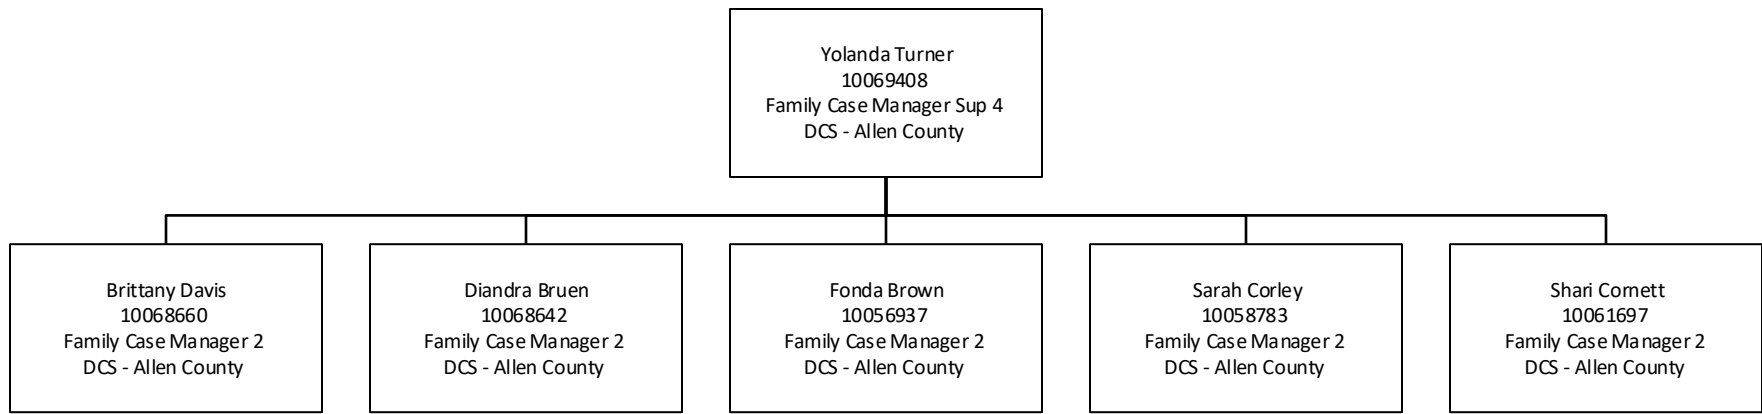 Yolanda Turner
10069408
Family Case Manager Sup 4
DCS - Allen County
Brittany Davis
10068660
Family Case Manager 2
DCS - Allen County
Diandra Bruen
10068642
Family Case Manager 2
DCS - Allen County
Fonda Brown
10056937
Family Case Manager 2
DCS - Allen County
Sarah Corley
10058783
Family Case Manager 2
DCS - Allen County
Shari Cornett
10061697
Family Case Manager 2
DCS - Allen County